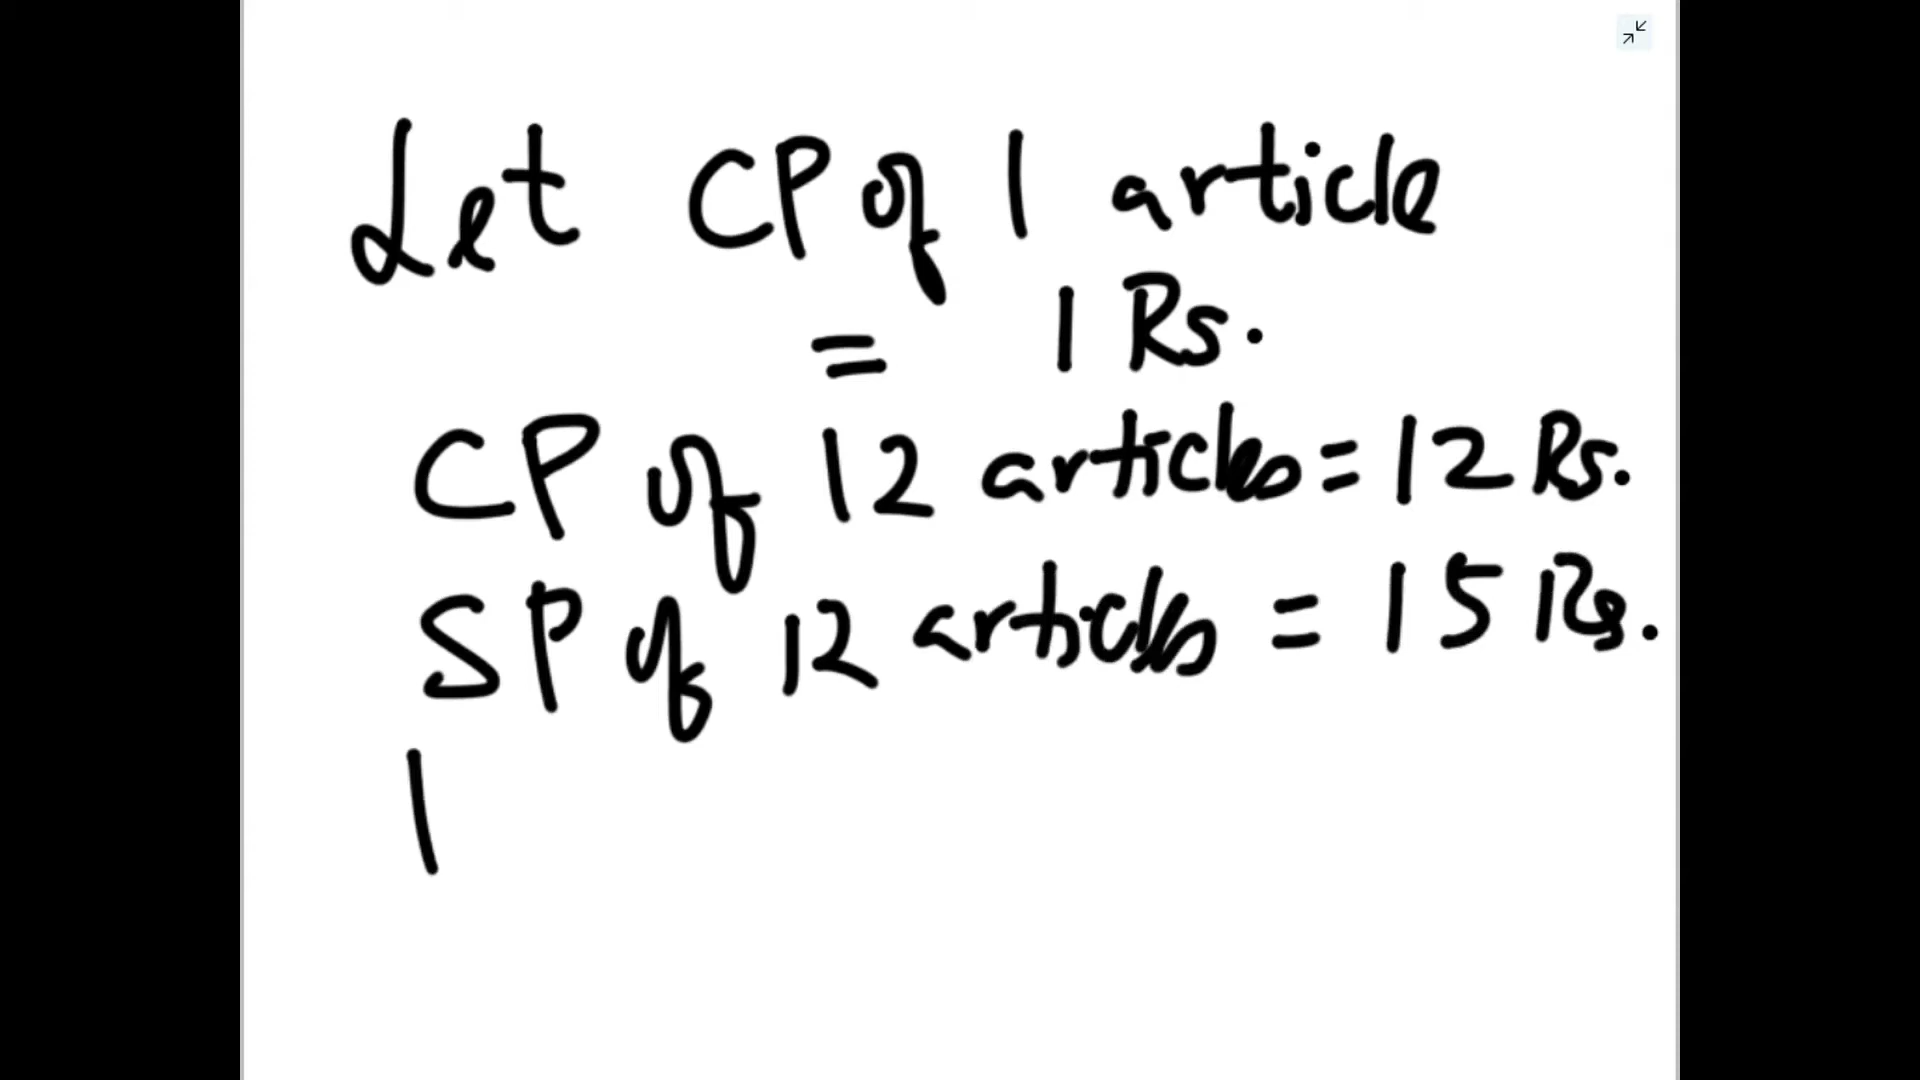 Let CP of 1 article
= 1 Rs.
CP of 12 articles = 12 Rs.
SP of 12 articles = 15 Rs.